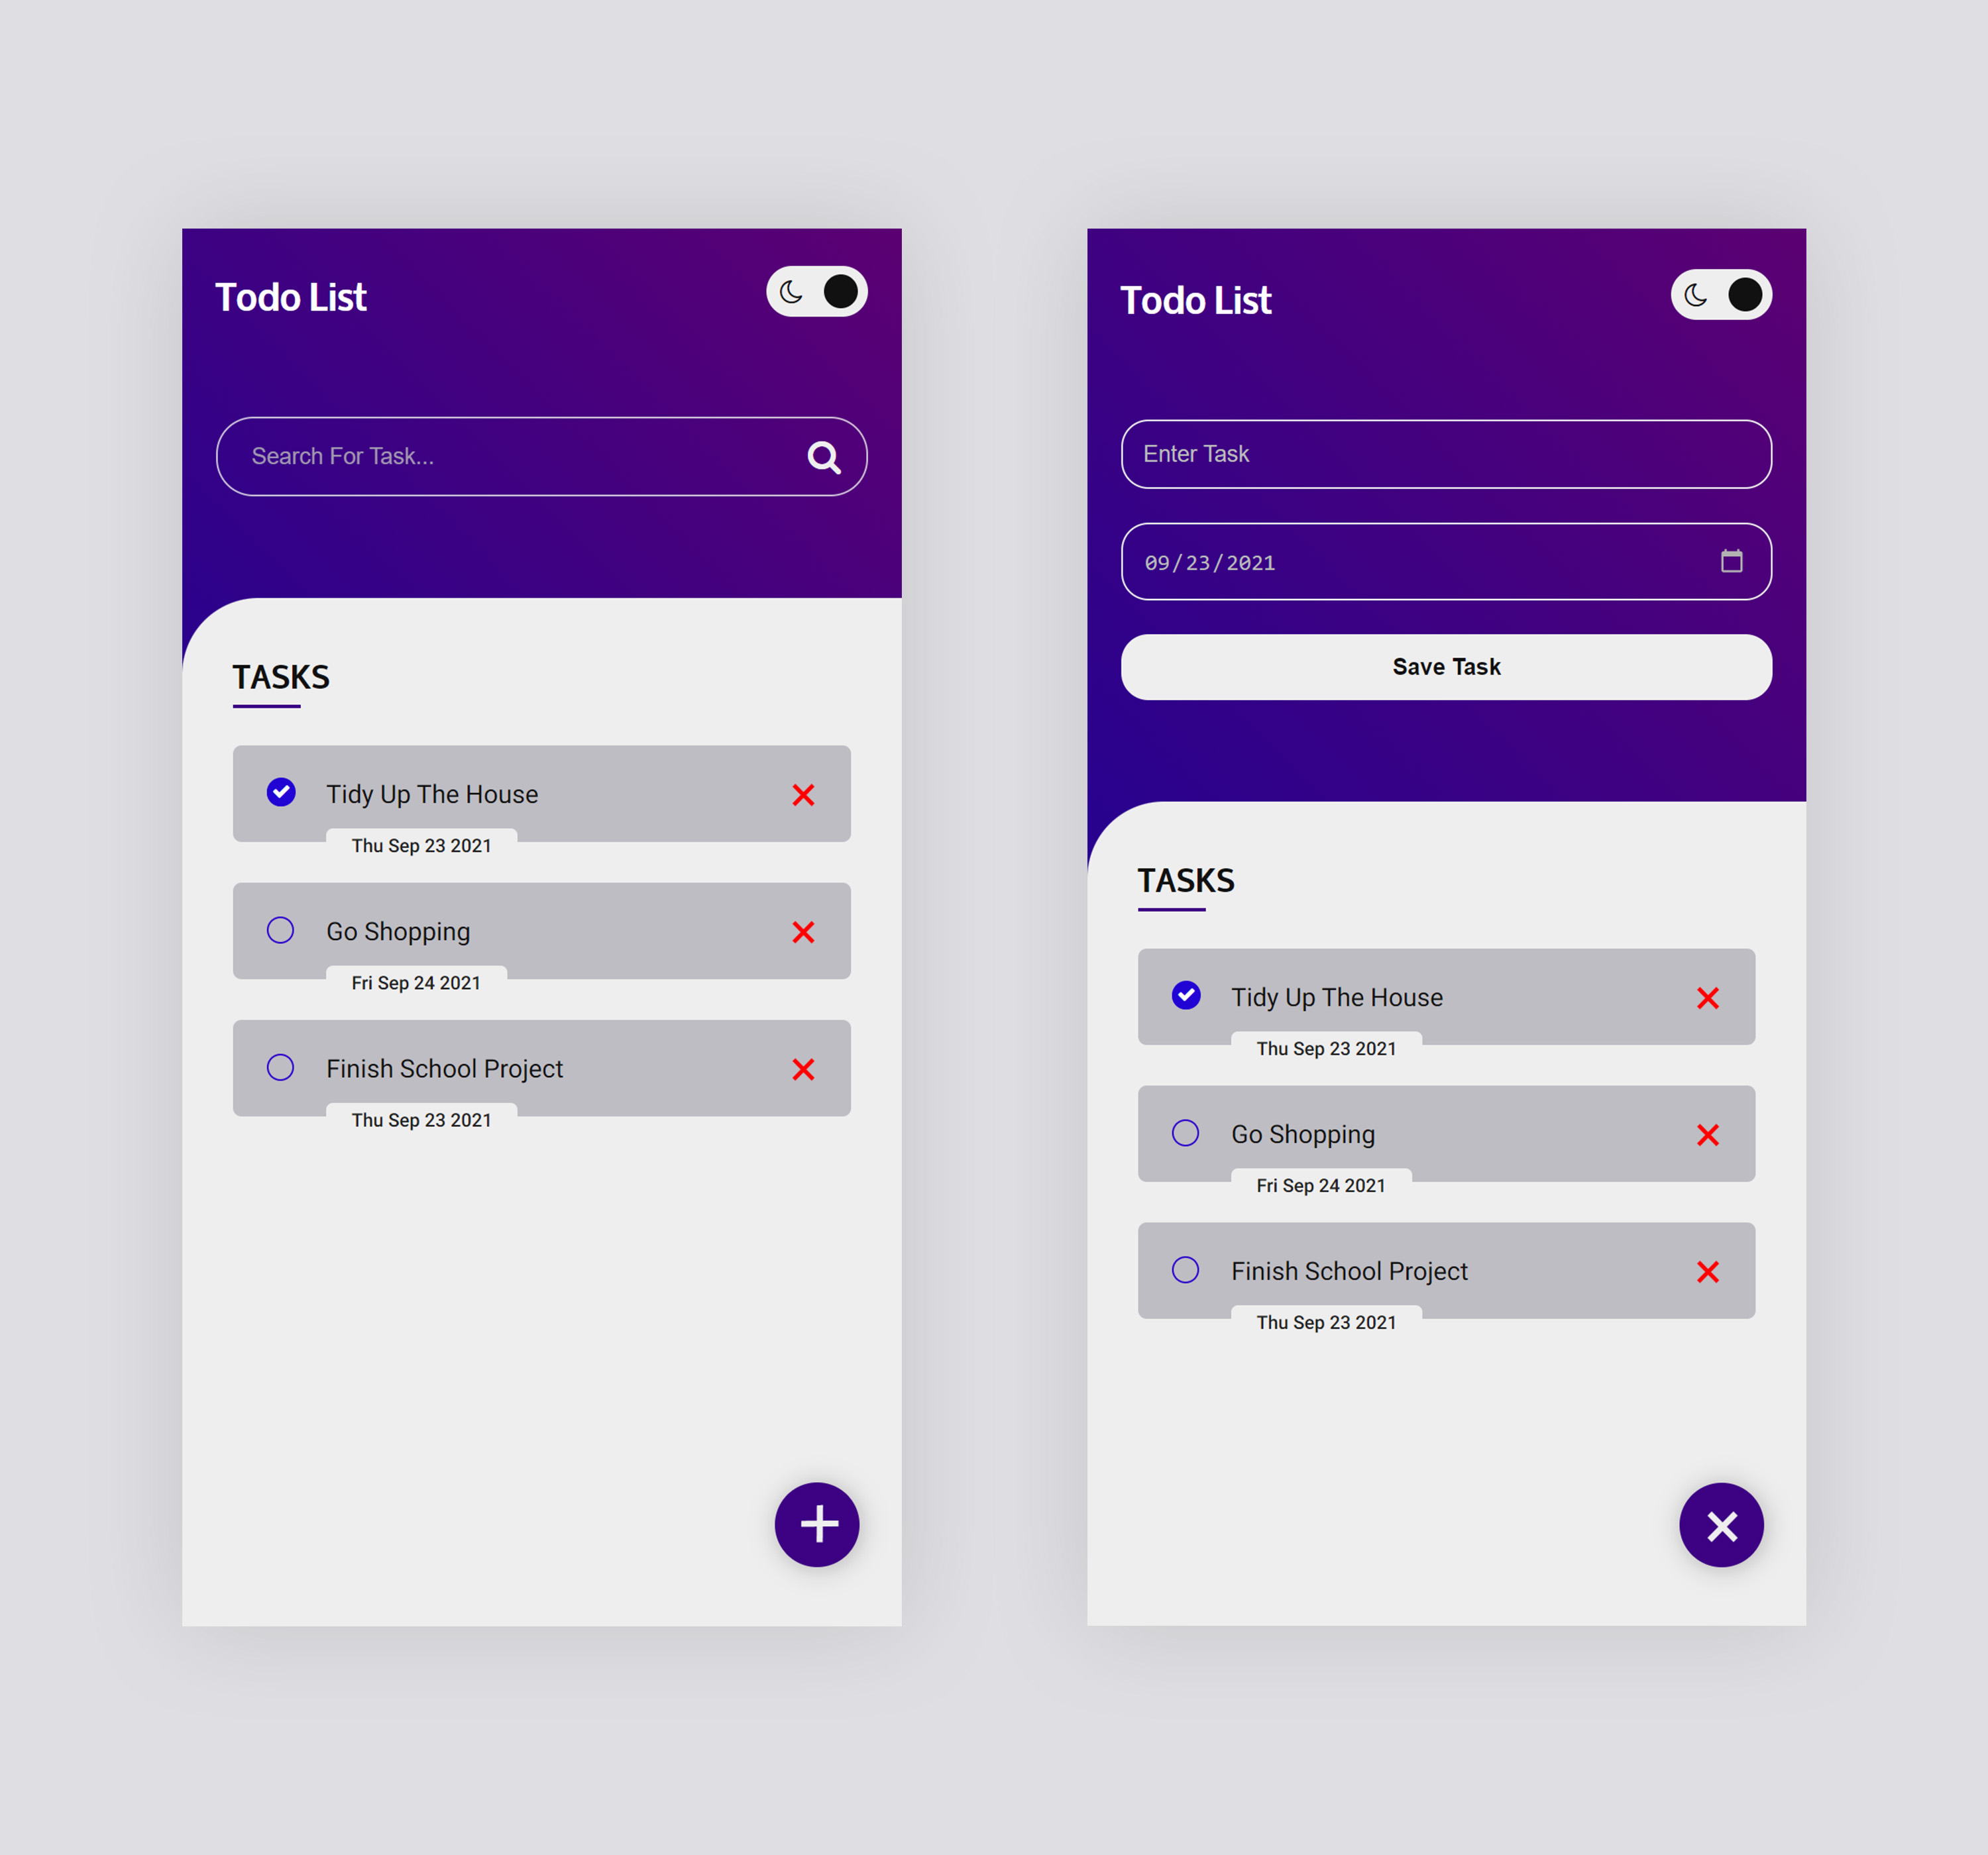 Todo List
Search For Task...
TASKS
Tidy Up The House
Thu Sep 23 2021
Go Shopping
Fri Sep 24 2021
Finish School Project
Thu Sep 23 2021
Todo List
Enter Task
09/23/2021
Save Task
TASKS
Tidy Up The House
Thu Sep 23 2021
Go Shopping
Fri Sep 24 2021
Finish School Project
Thu Sep 23 2021